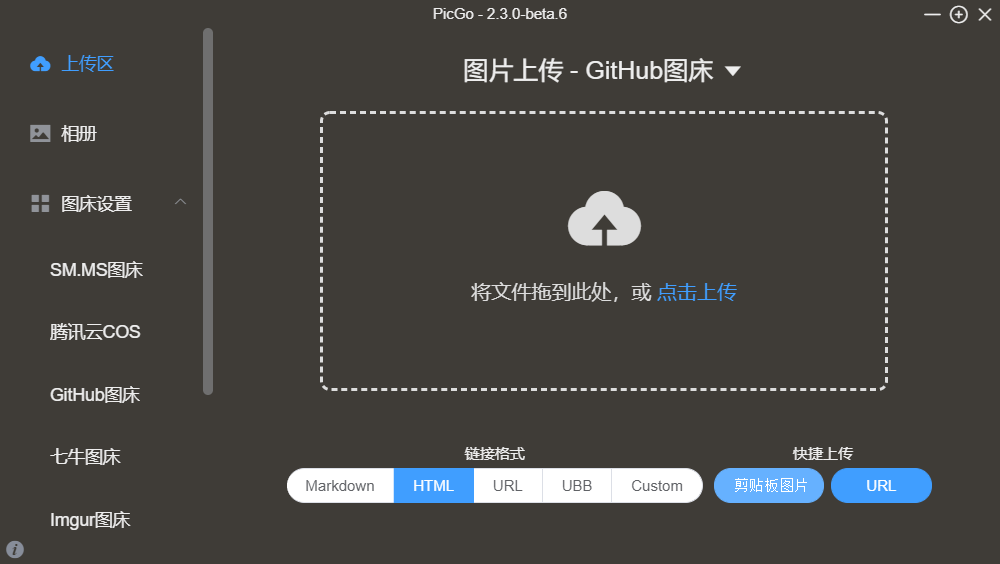 PicGo - 2.3.0-beta.6
上传区
相册
图床设置
SM.MS图床
腾讯云COS
GitHub图床
七牛图床
Imgur图床
图片上传 - GitHub图床
将文件拖到此处，或 点击上传
链接格式
Markdown HTML URL UBB Custom
快捷上传
剪贴板图片 URL